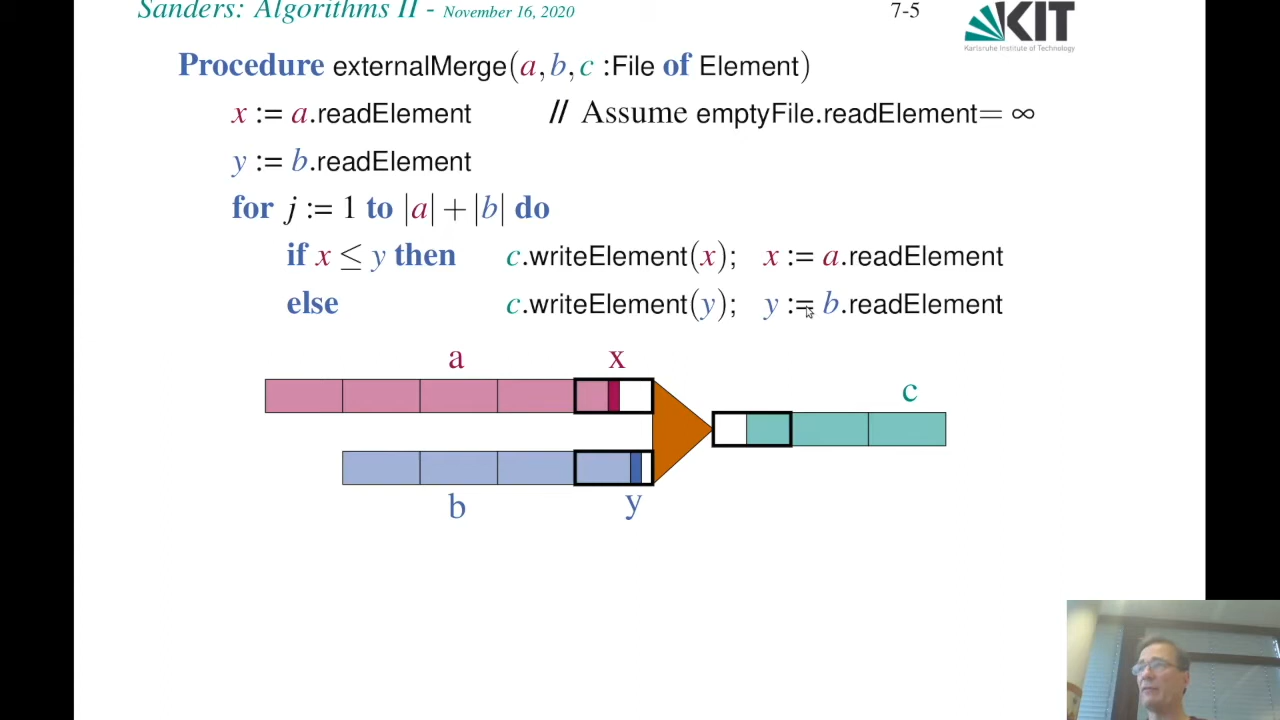 Sanders: Algorithms II - November 16, 2020 7-5
KIT
Karlsruhe Institute of Technology
Procedure externalMerge(a, b, c :File of Element)
x := a.readElement // Assume emptyFile.readElement= ∞
y := b.readElement
for j := 1 to |a| + |b| do
if x ≤ y then c.writeElement(x); x := a.readElement
else c.writeElement(y); y := b.readElement
a x
c
b y